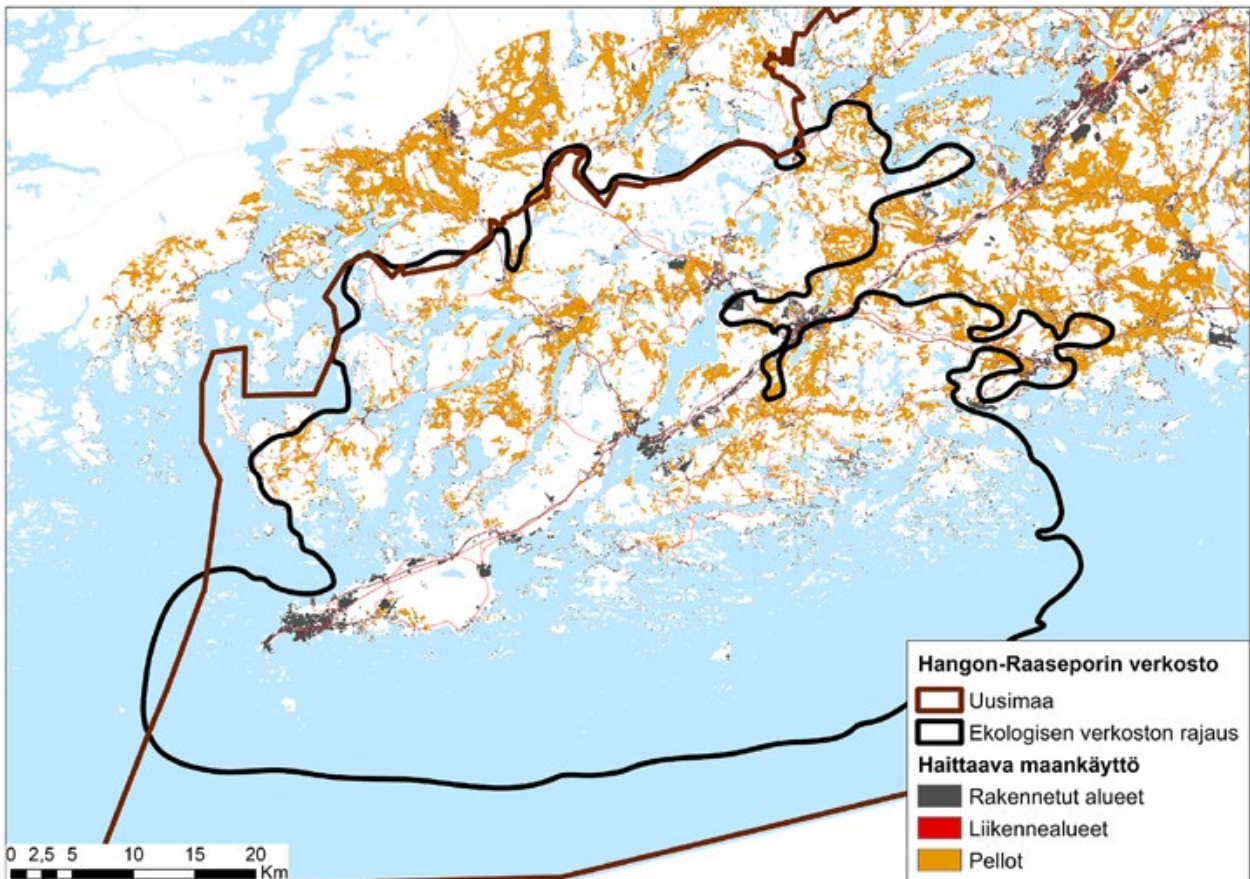 Hangon-Raaseporin verkosto
Uusimaa
Ekologisen verkoston rajaus
Haittaava maankäyttö
Rakennetut alueet
Liikennealueet
Pellot
0 2,5 5 10 15 20
Km